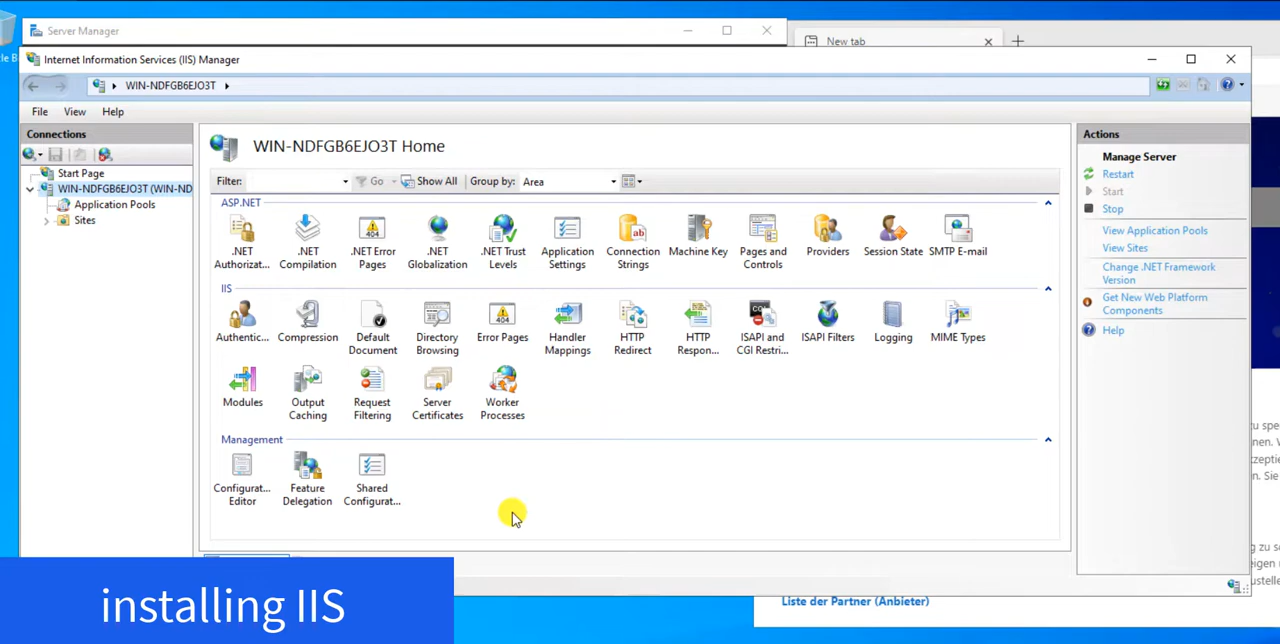 Server Manager
New tab
Internet Information Services (IIS) Manager
WIN-NDFGB6EJO3T
File View Help
Connections
Start Page
WIN-NDFGB6EJO3T (WIN-ND
Application Pools
Sites
WIN-NDFGB6EJO3T Home
Filter: Go Show All Group by: Area
ASP.NET
.NET Authorizat...
.NET Compilation
.NET Error Pages
.NET Globalization
.NET Trust Levels
Application Settings
Connection Strings
Machine Key
Pages and Controls
Providers
Session State
SMTP E-mail
IIS
Authentic...
Compression
Default Document
Directory Browsing
Error Pages
Handler Mappings
HTTP Redirect
HTTP Respon...
ISAPI and CGI Restri...
ISAPI Filters
Logging
MIME Types
Modules
Output Caching
Request Filtering
Server Certificates
Worker Processes
Management
Configurat... Editor
Feature Delegation
Shared Configurat...
Actions
Manage Server
Restart
Start
Stop
View Application Pools
View Sites
Change .NET Framework
Version
Get New Web Platform
Components
Help
Liste der Partner (Anbieter)
installing IIS